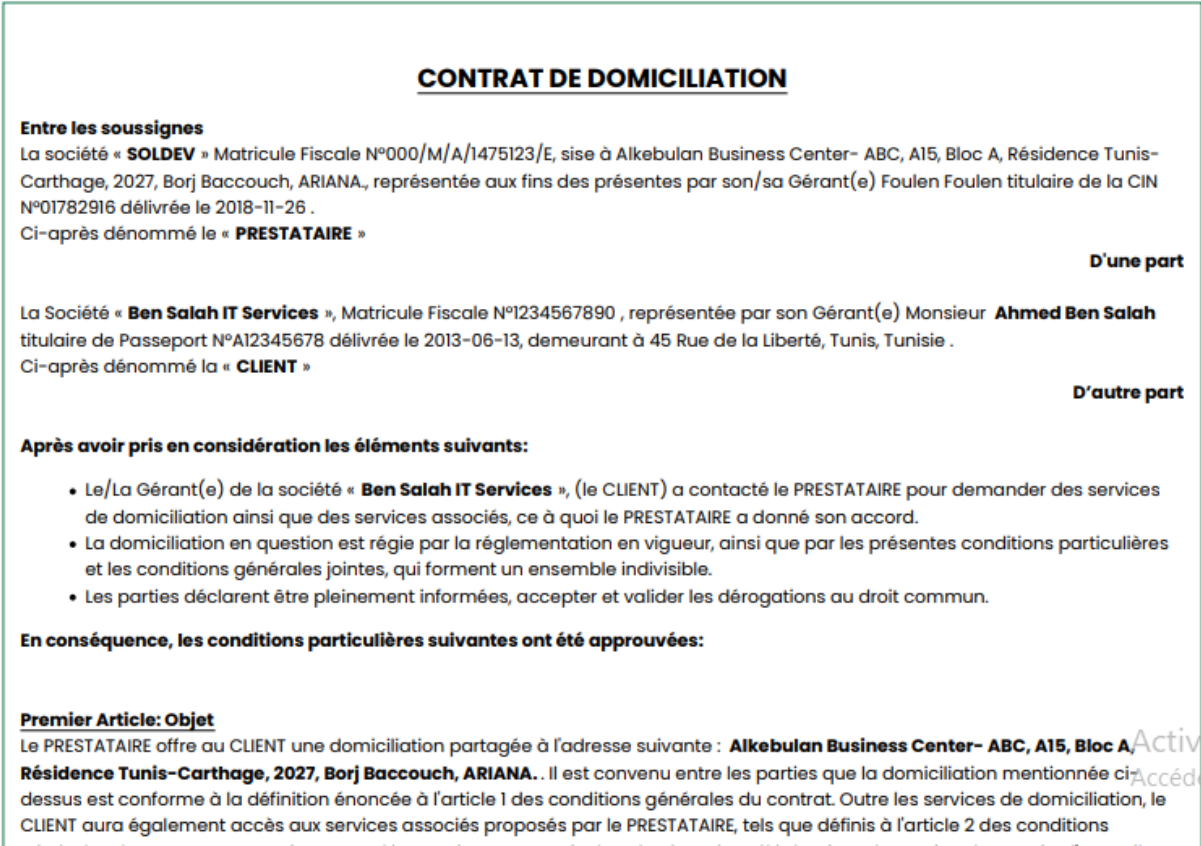 CONTRAT DE DOMICILIATION
Entre les soussignes
La société « SOLDEV » Matricule Fiscale N°000/M/A/1475123/E, sise à Alkebulan Business Center- ABC, A15, Bloc A, Résidence Tunis-
Carthage, 2027, Borj Baccouch, ARIANA., représentée aux fins des présentes par son/sa Gérant(e) Foulen Foulen titulaire de la CIN
N°01782916 délivrée le 2018-11-26 .
Ci-après dénommé le « PRESTATAIRE »
D'une part
La Société « Ben Salah IT Services », Matricule Fiscale N°1234567890 , représentée par son Gérant(e) Monsieur Ahmed Ben Salah
titulaire de Passeport N°A12345678 délivrée le 2013-06-13, demeurant à 45 Rue de la Liberté, Tunis, Tunisie .
Ci-après dénommé la « CLIENT »
D’autre part
Après avoir pris en considération les éléments suivants:
• Le/La Gérant(e) de la société « Ben Salah IT Services », (le CLIENT) a contacté le PRESTATAIRE pour demander des services
de domiciliation ainsi que des services associés, ce à quoi le PRESTATAIRE a donné son accord.
• La domiciliation en question est régie par la réglementation en vigueur, ainsi que par les présentes conditions particulières
et les conditions générales jointes, qui forment un ensemble indivisible.
• Les parties déclarent être pleinement informées, accepter et valider les dérogations au droit commun.
En conséquence, les conditions particulières suivantes ont été approuvées:
Premier Article: Objet
Le PRESTATAIRE offre au CLIENT une domiciliation partagée à l'adresse suivante : Alkebulan Business Center- ABC, A15, Bloc A,
Résidence Tunis-Carthage, 2027, Borj Baccouch, ARIANA. . Il est convenu entre les parties que la domiciliation mentionnée ci-
dessus est conforme à la définition énoncée à l'article 1 des conditions générales du contrat. Outre les services de domiciliation, le
CLIENT aura également accès aux services associés proposés par le PRESTATAIRE, tels que définis à l'article 2 des conditions
Activ
Accéde